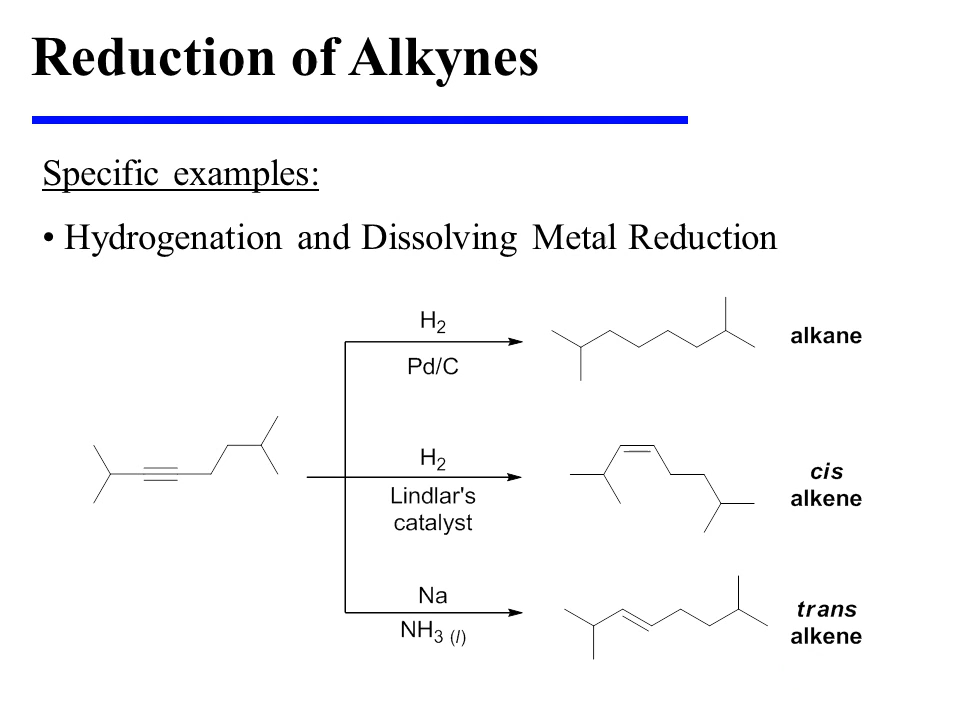 Reduction of Alkynes
Specific examples:
• Hydrogenation and Dissolving Metal Reduction
H₂
Pd/C
alkane
H₂
Lindlar's
catalyst
cis
alkene
Na
NH₃ (l)
trans
alkene